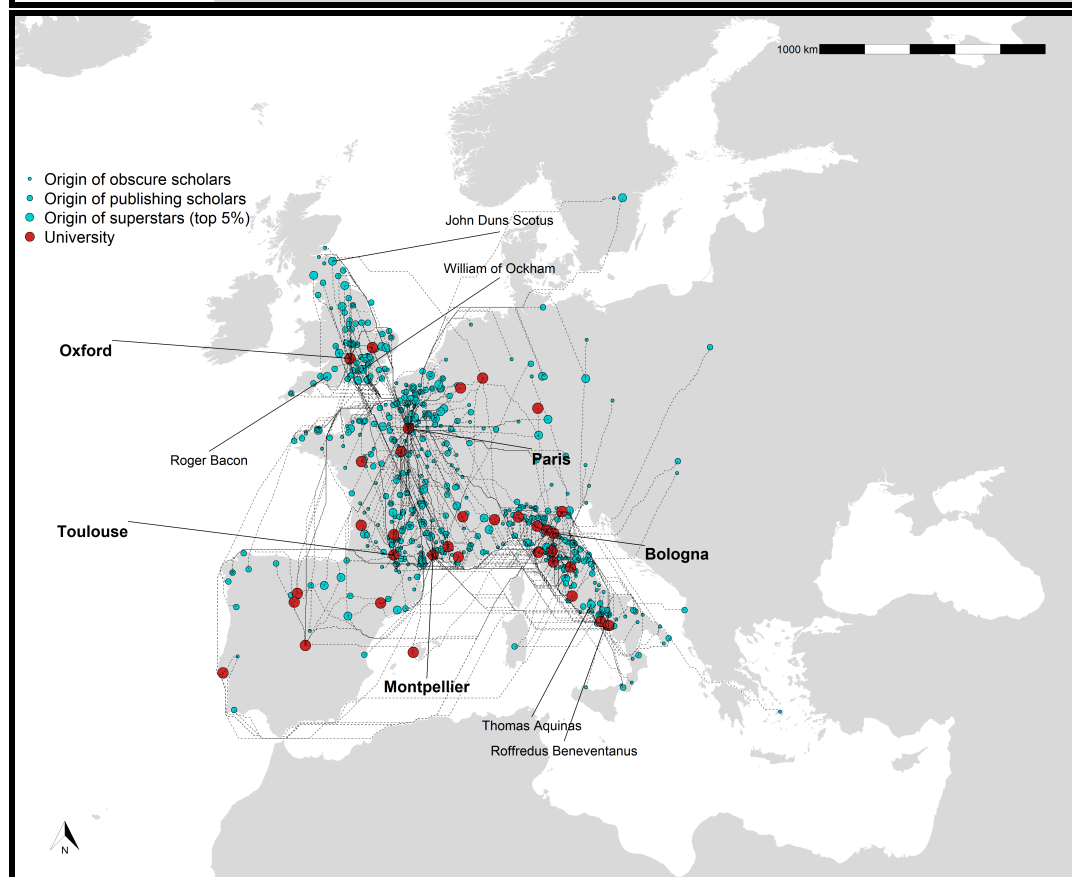 1000 km
Origin of obscure scholars
Origin of publishing scholars
Origin of superstars (top 5%)
University
John Duns Scotus
William of Ockham
Oxford
Roger Bacon
Paris
Toulouse
Bologna
Montpellier
Thomas Aquinas
Roffredus Beneventanus
N